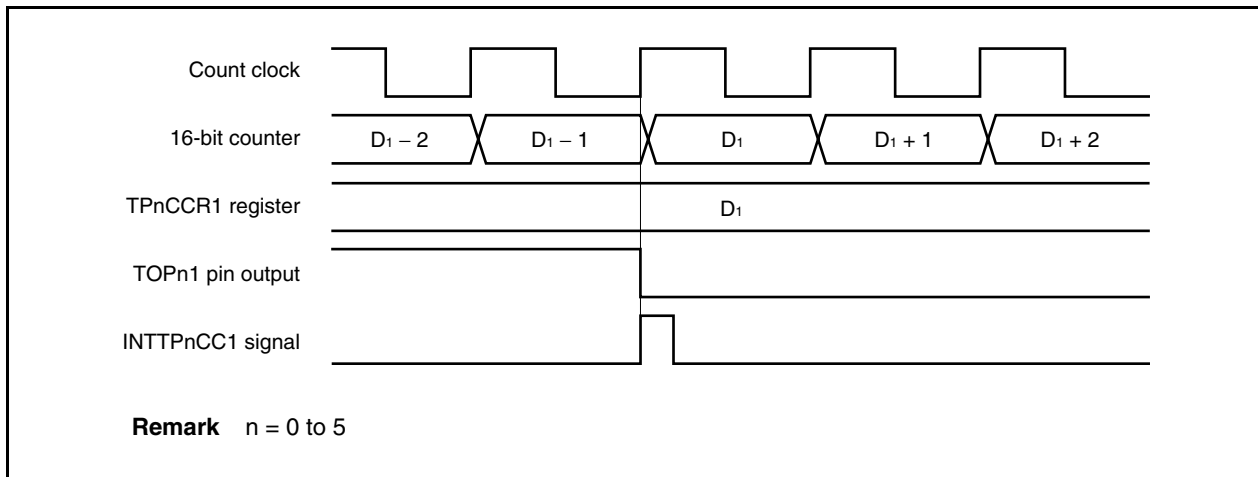 Count clock
16-bit counter
D₁ − 2 D₁ − 1 D₁ D₁ + 1 D₁ + 2
TPnCCR1 register
D₁
TOPn1 pin output
INTTPnCC1 signal
Remark n = 0 to 5